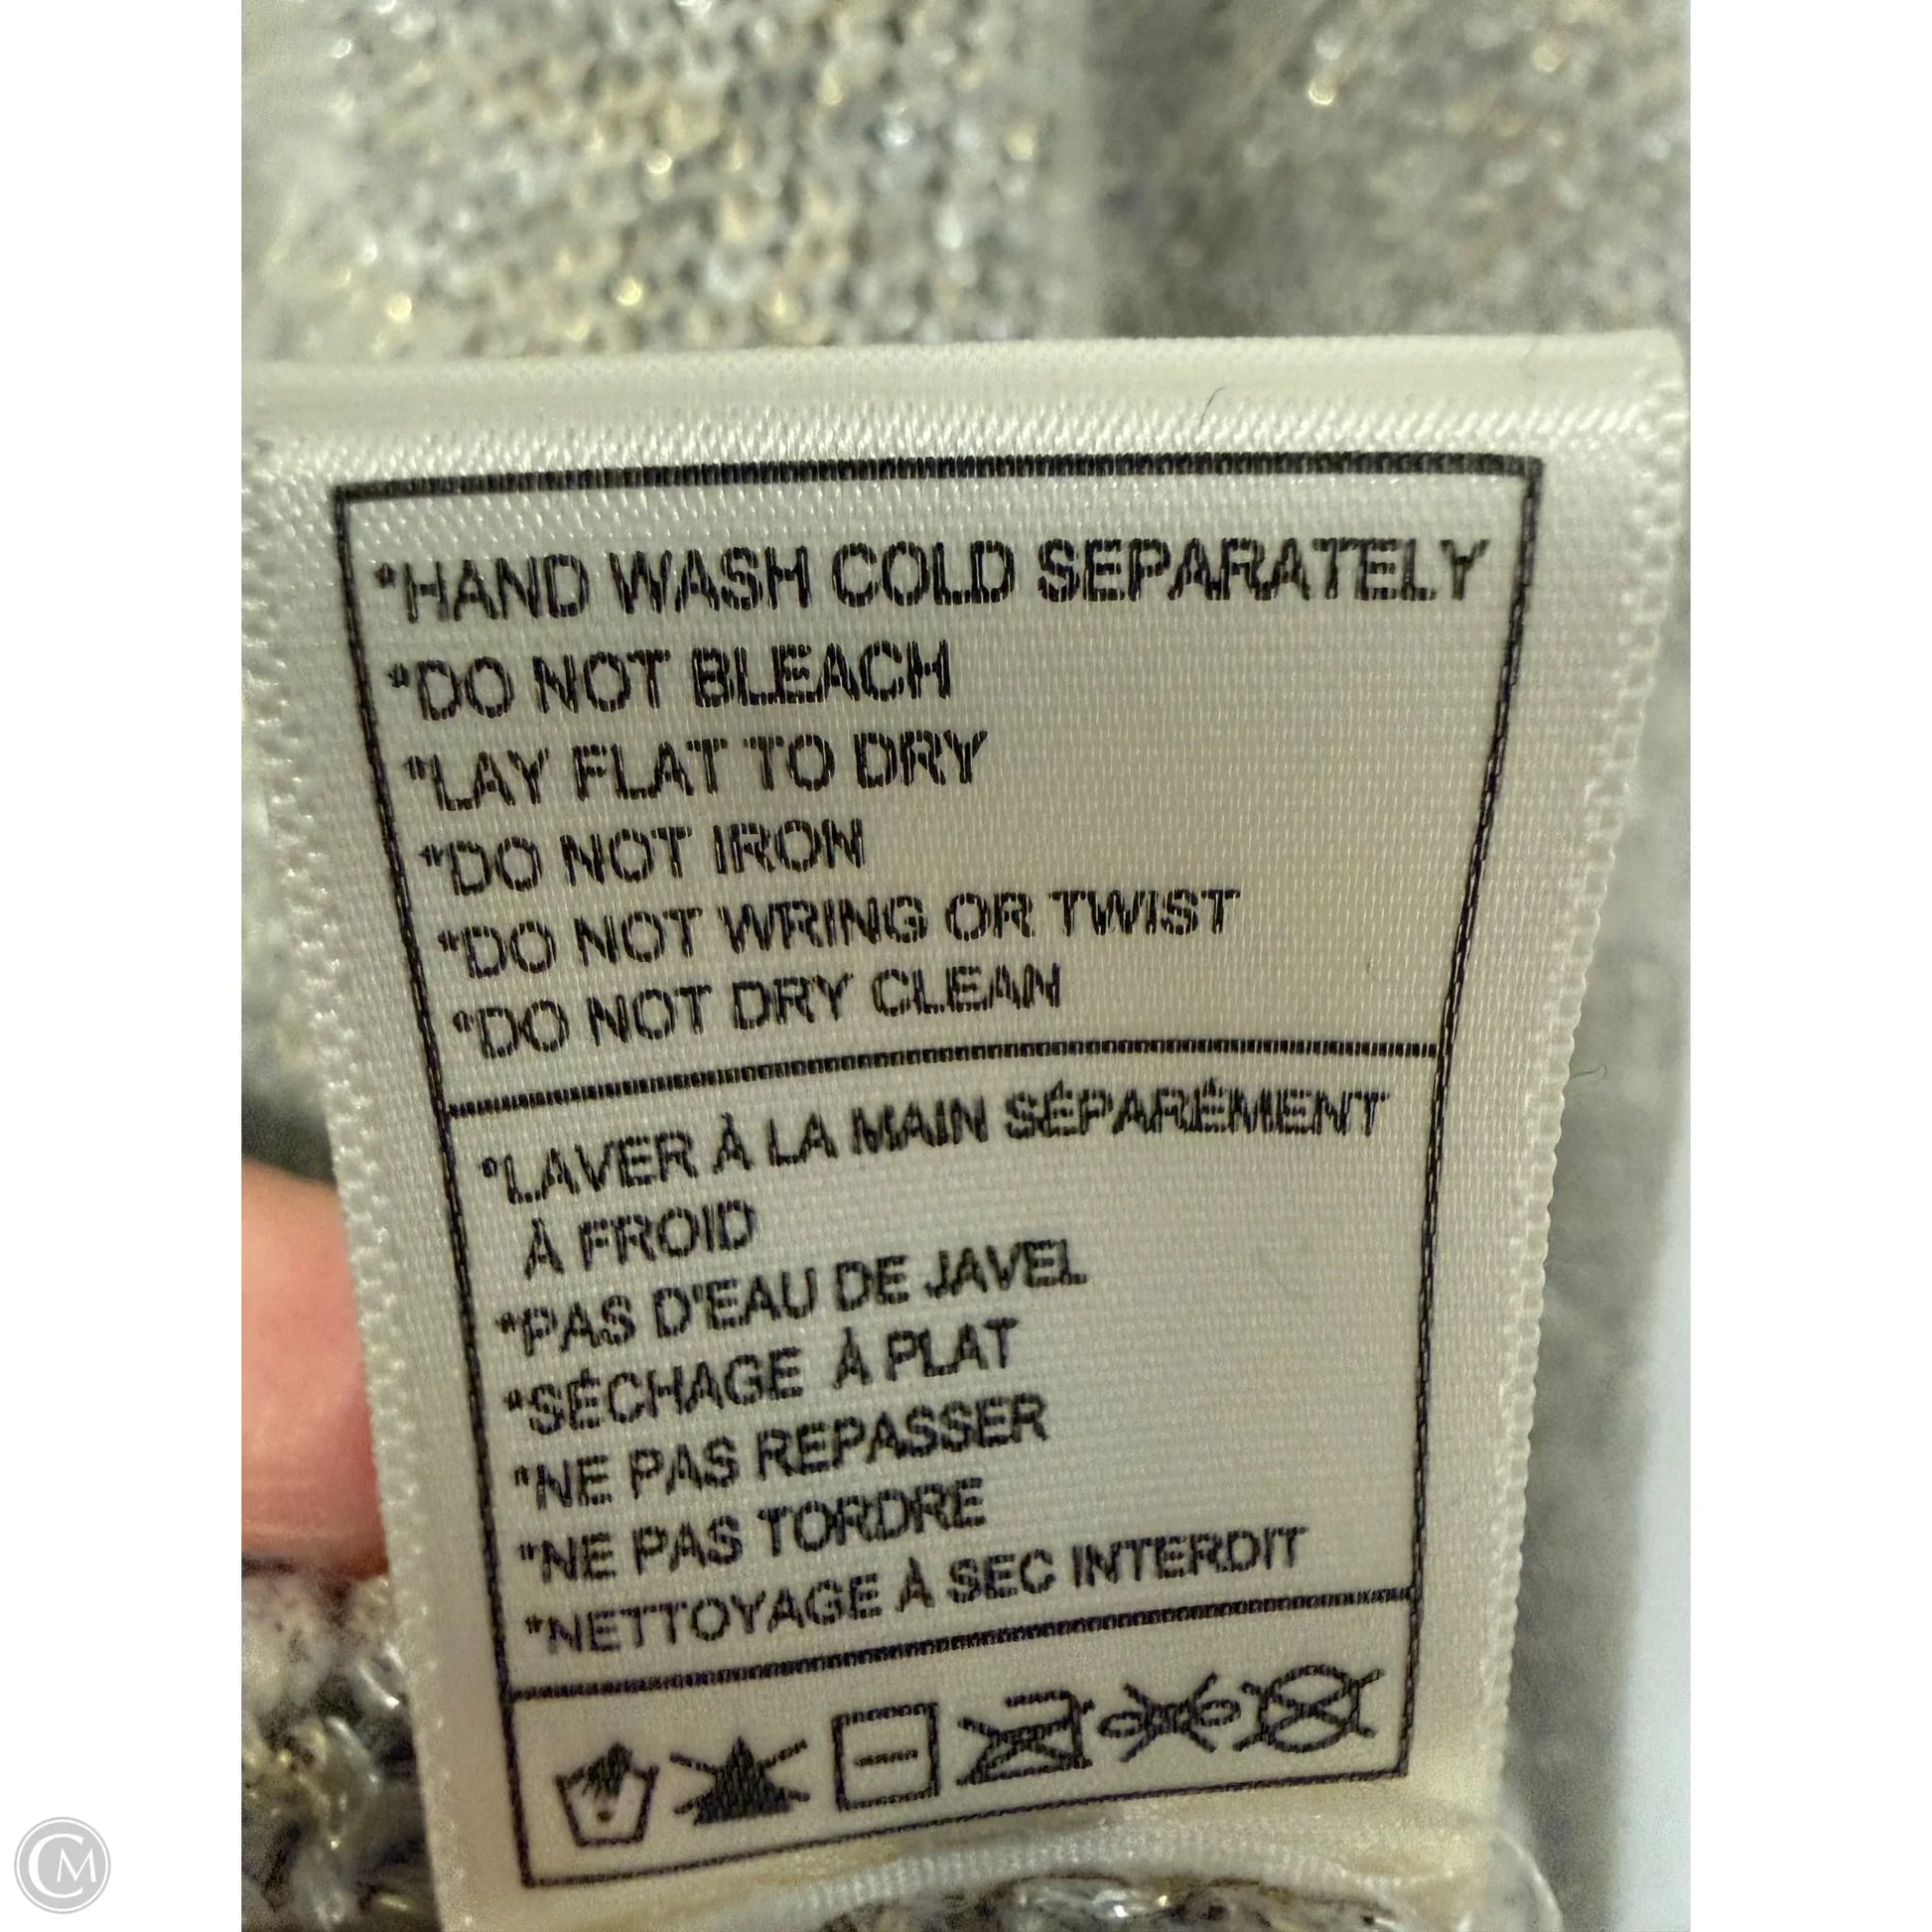 *HAND WASH COLD SEPARATELY
*DO NOT BLEACH
*LAY FLAT TO DRY
*DO NOT IRON
*DO NOT WRING OR TWIST
*DO NOT DRY CLEAN
*LAVER À LA MAIN SÉPARÉMENT
À FROID
*PAS D'EAU DE JAVEL
*SÉCHAGE À PLAT
*NE PAS REPASSER
*NE PAS TORDRE
*NETTOYAGE À SEC INTERDIT
CM